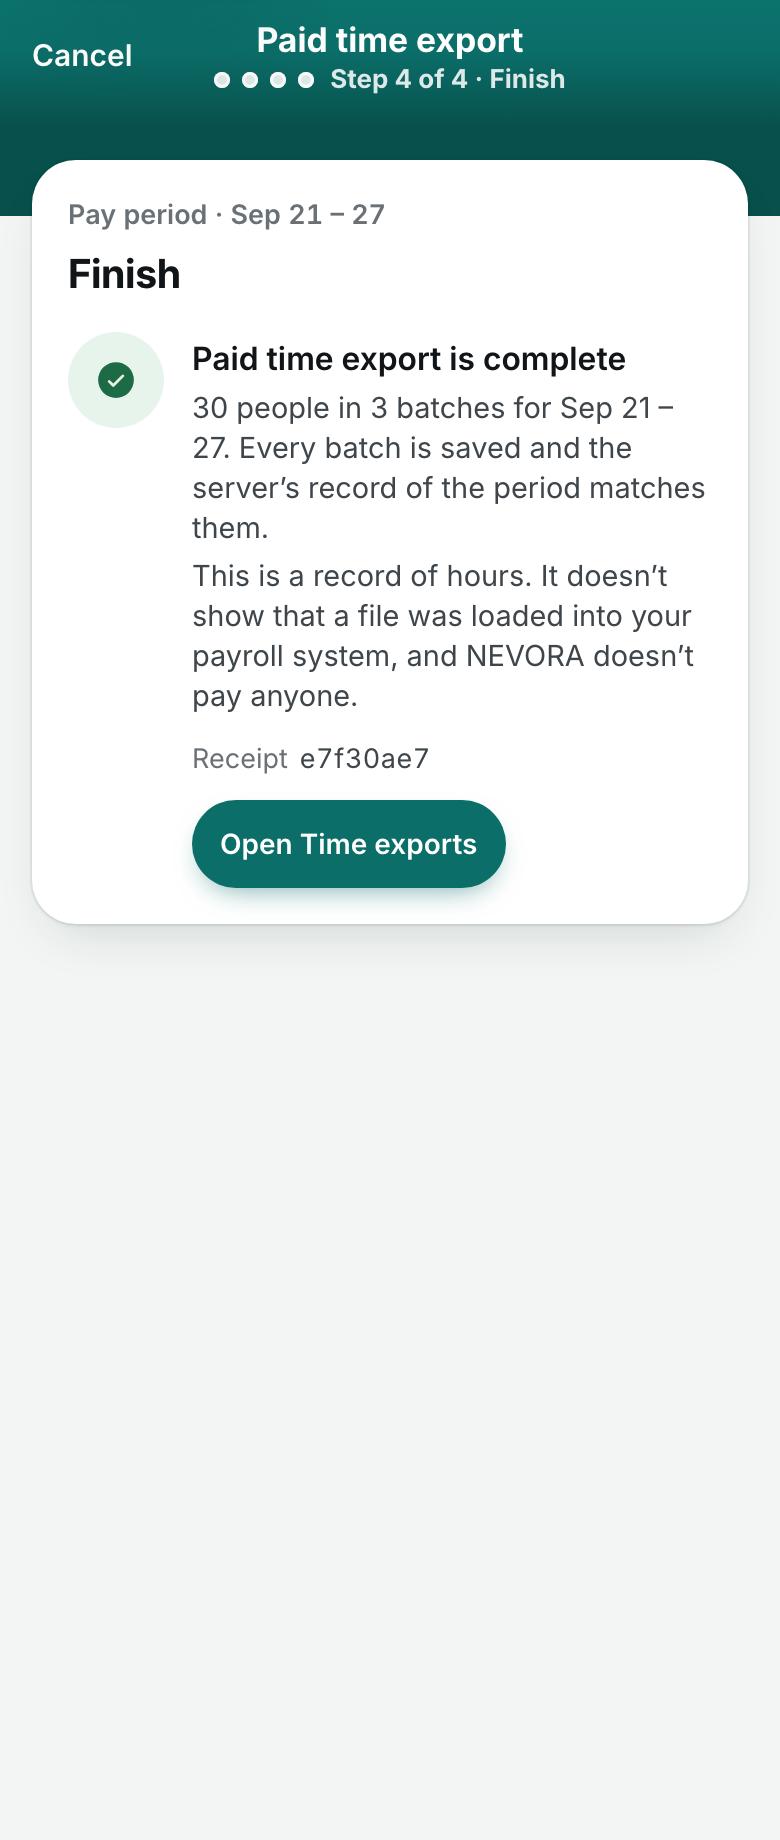 Cancel
Paid time export
Step 4 of 4 · Finish
Pay period · Sep 21 – 27
Finish
Paid time export is complete
30 people in 3 batches for Sep 21 –
27. Every batch is saved and the
server’s record of the period matches
them.
This is a record of hours. It doesn’t
show that a file was loaded into your
payroll system, and NEVORA doesn’t
pay anyone.
Receipt e7f30ae7
Open Time exports